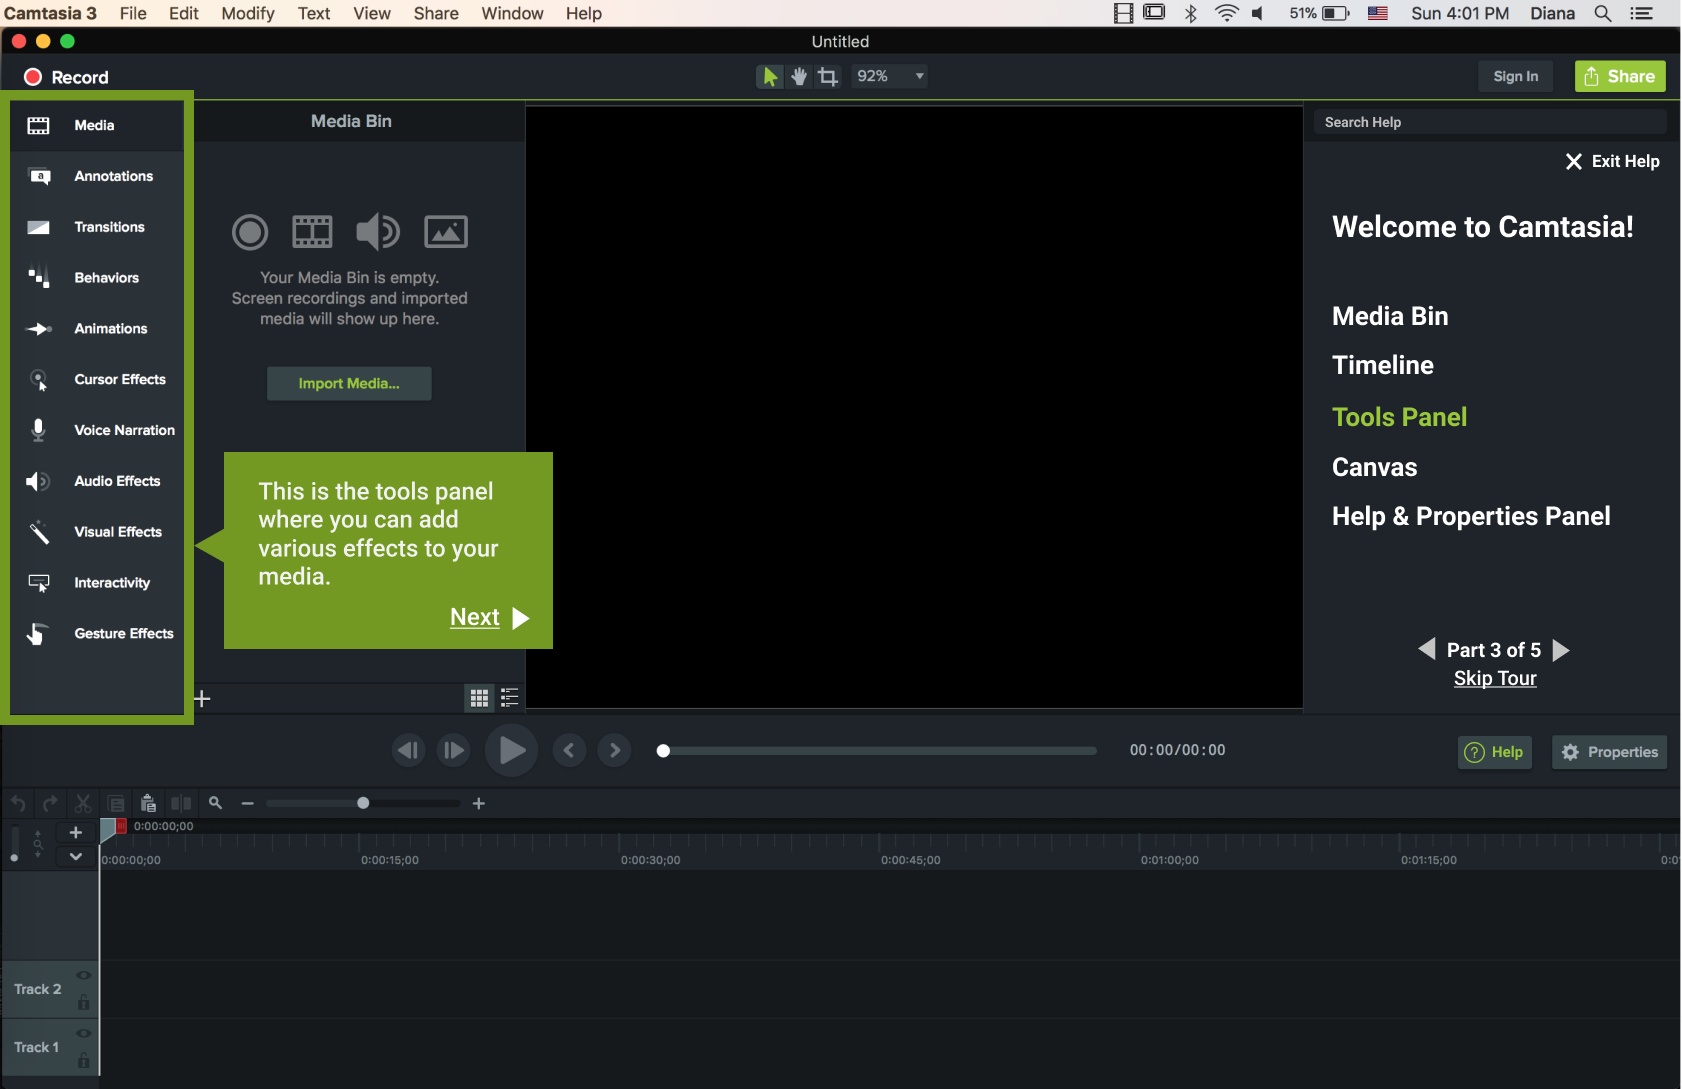 Camtasia 3 File Edit Modify Text View Share Window Help 51% Sun 4:01 PM Diana
Untitled
Record 92% Sign In Share
Media
Annotations
Transitions
Behaviors
Animations
Cursor Effects
Voice Narration
Audio Effects
Visual Effects
Interactivity
Gesture Effects
Media Bin
Your Media Bin is empty.
Screen recordings and imported
media will show up here.
Import Media...
This is the tools panel
where you can add
various effects to your
media.
Next
Search Help
Exit Help
Welcome to Camtasia!
Media Bin
Timeline
Tools Panel
Canvas
Help & Properties Panel
Part 3 of 5
Skip Tour
00:00/00:00
? Help Properties
0:00:00;00
0:00:00;00 0:00:15;00 0:00:30;00 0:00:45;00 0:01:00;00 0:01:15;00
Track 2
Track 1